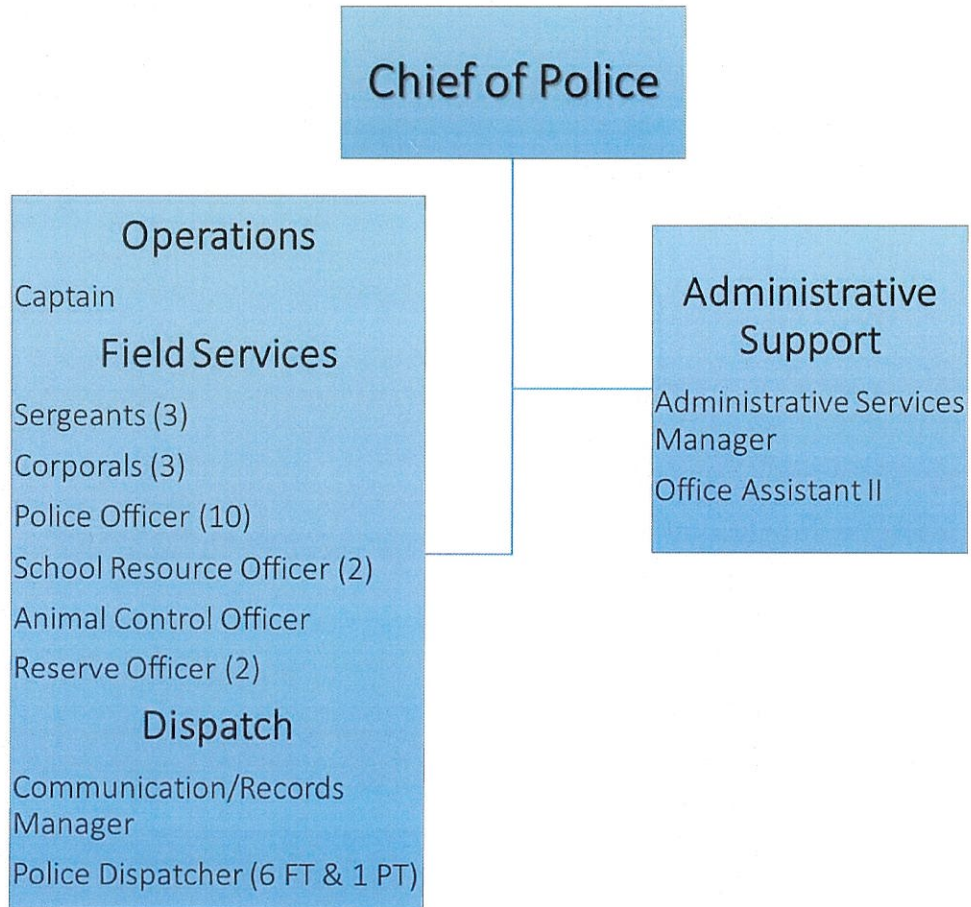 Chief of Police
Operations
Captain
Field Services
Sergeants (3)
Corporals (3)
Police Officer (10)
School Resource Officer (2)
Animal Control Officer
Reserve Officer (2)
Dispatch
Communication/Records
Manager
Police Dispatcher (6 FT & 1 PT)
Administrative
Support
Administrative Services
Manager
Office Assistant II